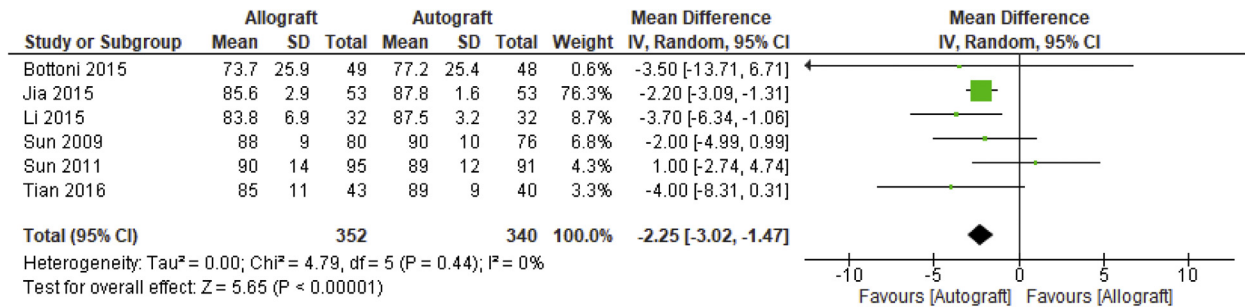 Allograft Autograft Mean Difference Mean Difference
Study or Subgroup Mean SD Total Mean SD Total Weight IV, Random, 95% CI IV, Random, 95% CI
Bottoni 2015 73.7 25.9 49 77.2 25.4 48 0.6% -3.50 [-13.71, 6.71]
Jia 2015 85.6 2.9 53 87.8 1.6 53 76.3% -2.20 [-3.09, -1.31]
Li 2015 83.8 6.9 32 87.5 3.2 32 8.7% -3.70 [-6.34, -1.06]
Sun 2009 88 9 80 90 10 76 6.8% -2.00 [-4.99, 0.99]
Sun 2011 90 14 95 89 12 91 4.3% 1.00 [-2.74, 4.74]
Tian 2016 85 11 43 89 9 40 3.3% -4.00 [-8.31, 0.31]
Total (95% CI) 352 340 100.0% -2.25 [-3.02, -1.47]
Heterogeneity: Tau² = 0.00; Chi² = 4.79, df = 5 (P = 0.44); I² = 0%
Test for overall effect: Z = 5.65 (P < 0.00001)
-10 -5 0 5 10
Favours [Autograft] Favours [Allograft]